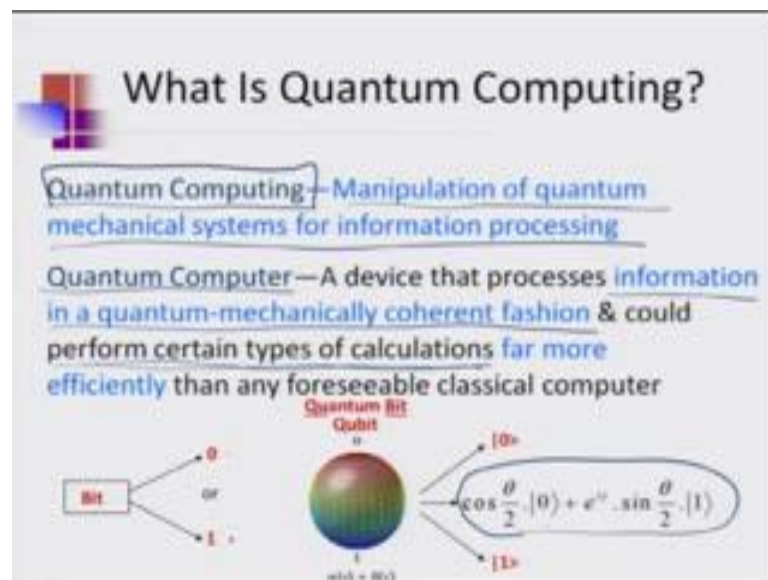 What Is Quantum Computing?
Quantum Computing—Manipulation of quantum
mechanical systems for information processing
Quantum Computer—A device that processes information
in a quantum-mechanically coherent fashion & could
perform certain types of calculations far more
efficiently than any foreseeable classical computer
Quantum Bit
Qubit
0
Bit
0
or
1
|0>
cos θ/2 .|0⟩ + e^{iφ} . sin θ/2 .|1⟩
|1>
1